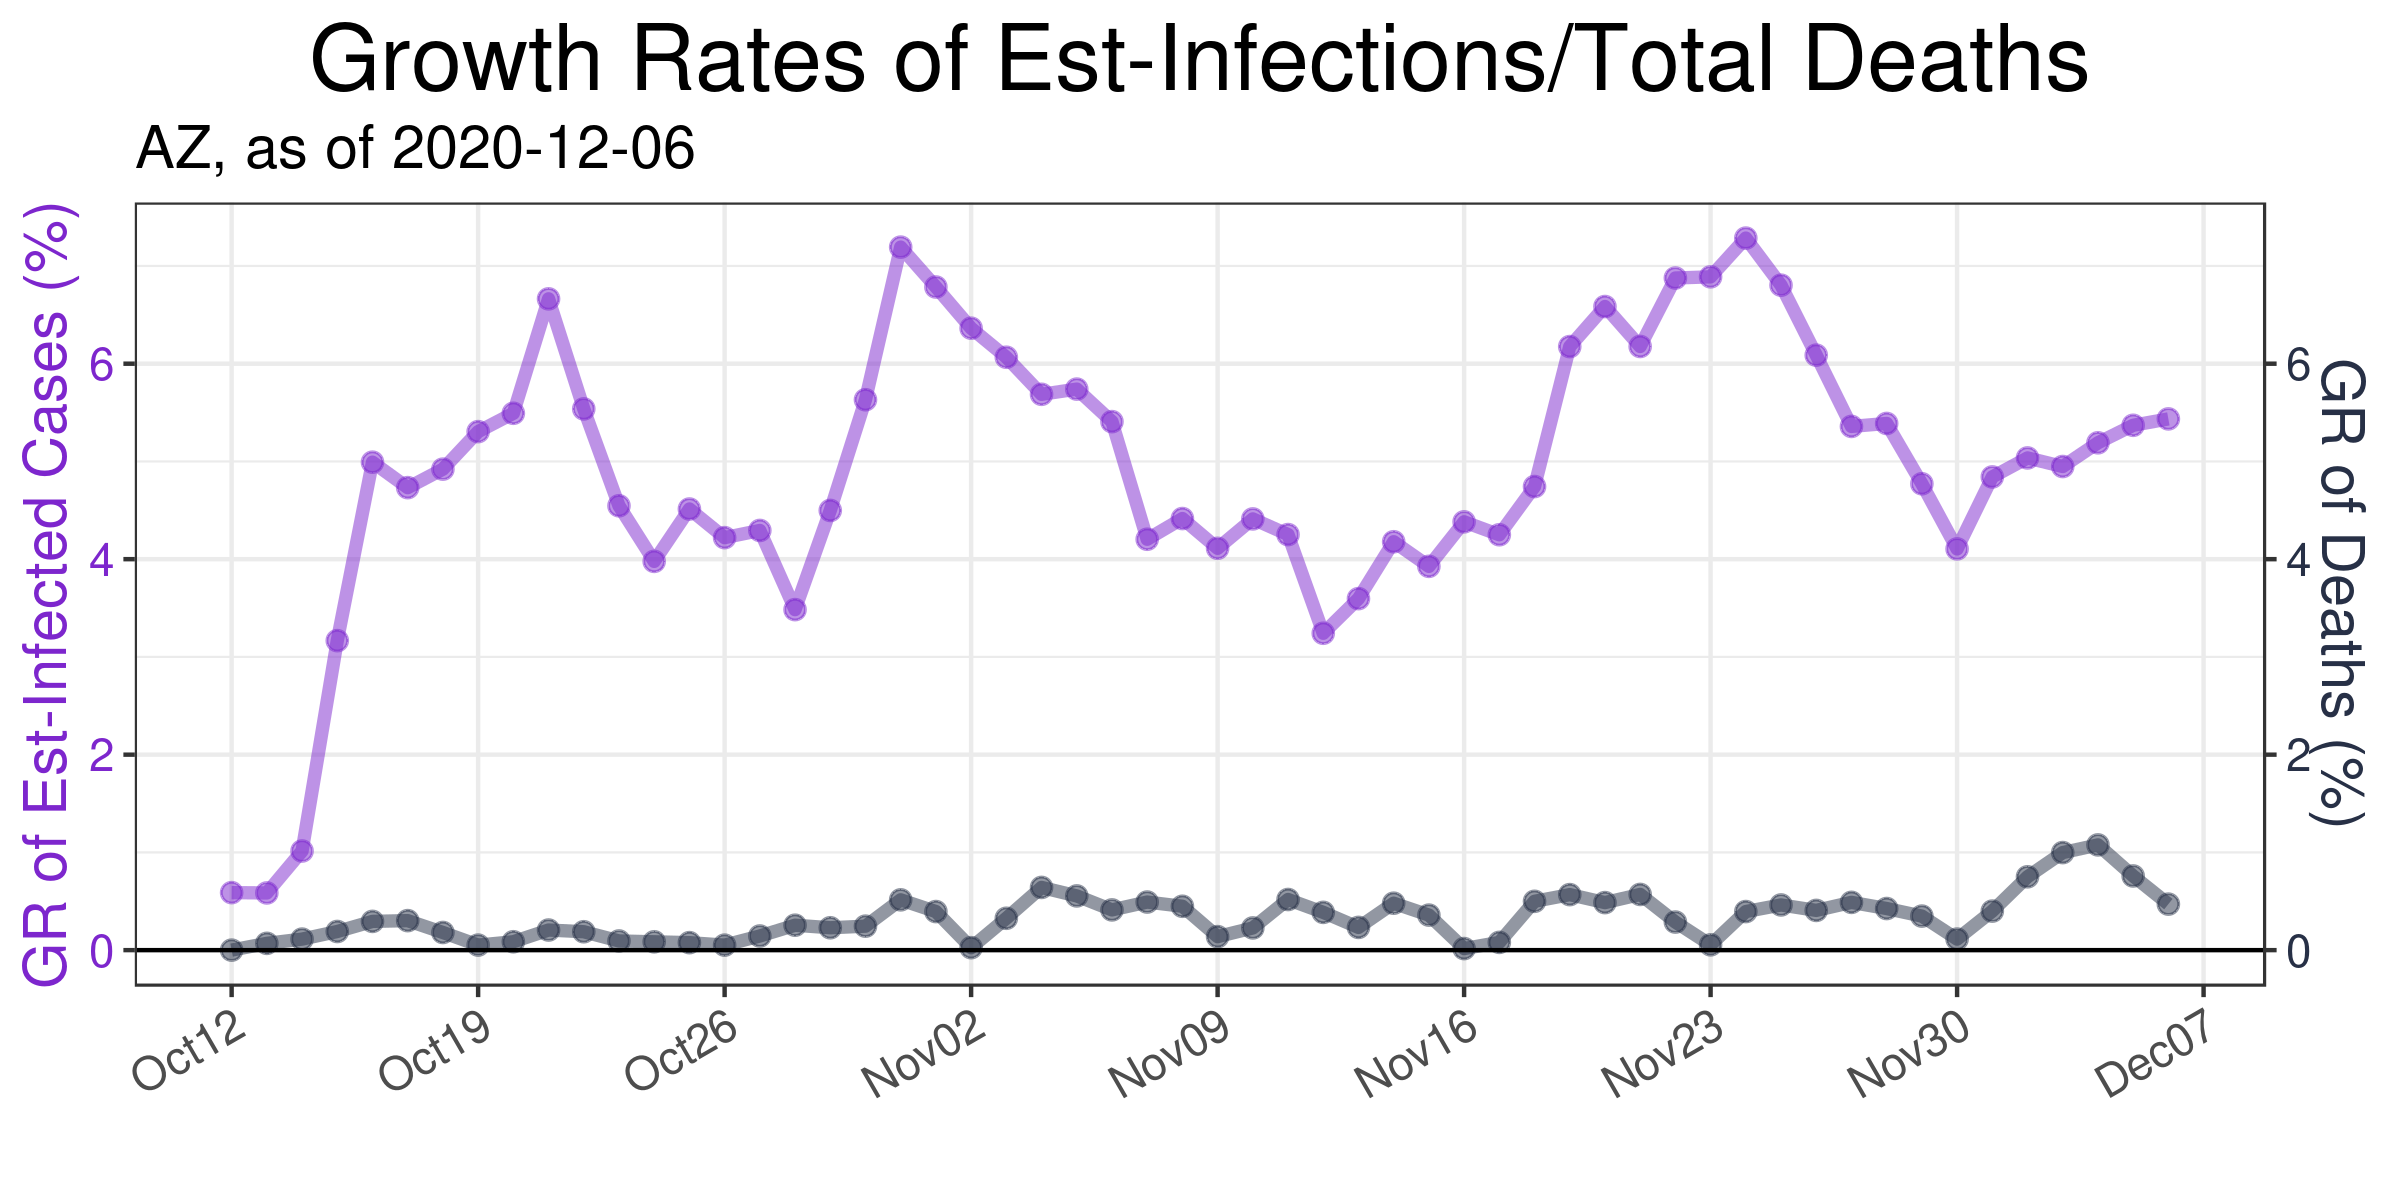 Growth Rates of Est-Infections/Total Deaths
AZ, as of 2020-12-06
GR of Est-Infected Cases (%)
6
4
2
0
6
4
2
0
GR of Deaths (%)
Oct12 Oct19 Oct26 Nov02 Nov09 Nov16 Nov23 Nov30 Dec07